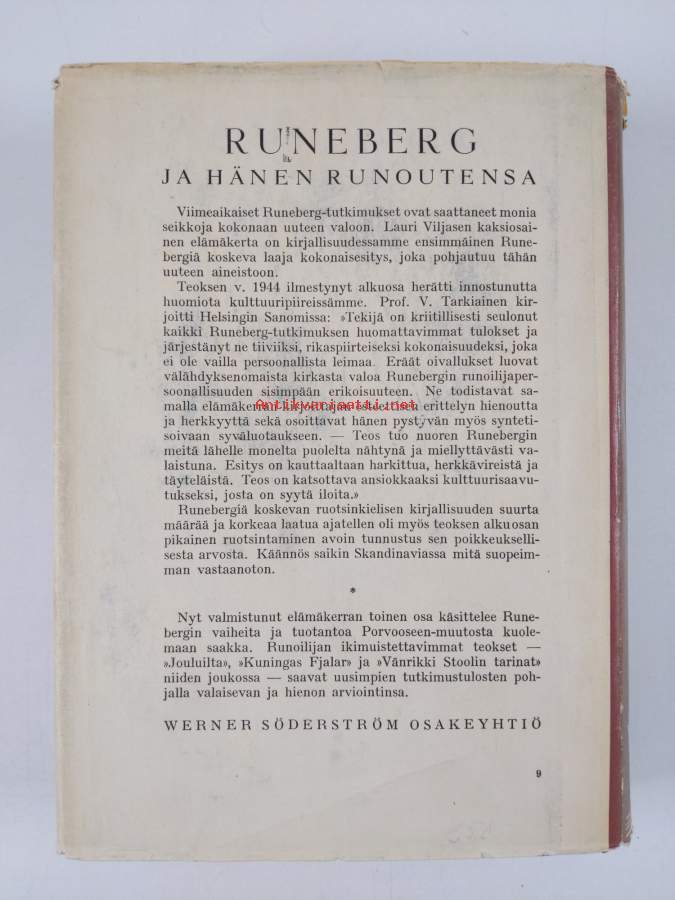 RUNEBERG
JA HÄNEN RUNOUTENSA
Viimeaikaiset Runeberg-tutkimukset ovat saattaneet monia
seikkoja kokonaan uuteen valoon. Lauri Viljasen kaksiosai-
nen elämäkerta on kirjallisuudessamme ensimmäinen Rune-
bergiä koskeva laaja kokonaisesitys, joka pohjautuu tähän
uuteen aineistoon.
Teoksen v. 1944 ilmestynyt alkuosa herätti innostunutta
huomiota kulttuuripiireissämme. Prof. V. Tarkiainen kir-
joitti Helsingin Sanomissa: »Tekijä on kriitillisesti seulonut
kaikki Runeberg-tutkimuksen huomattavimmat tulokset ja
järjestänyt ne tiiviiksi, rikaspiirteiseksi kokonaisuudeksi, joka
ei ole vailla persoonallista leimaa. Eräät oivallukset luovat
välähdyksenomaista kirkasta valoa Runebergin runoilijaper-
soonallisuuden sisimpään erikoisuuteen. Ne todistavat sa-
malla elämäkerran kirjoittajan esteettisen erittelyn hienoutta
Antikvariaatti.net
ja herkkyyttä sekä osoittavat hänen pystyvän myös synteti-
soivaan syväluotaukseen. — Teos tuo nuoren Runebergin
meitä lähelle monelta puolelta nähtynä ja miellyttävästi va-
laistuna. Esitys on kauttaaltaan harkittua, herkkävireistä ja
täyteläistä. Teos on katsottava ansiokkaaksi kulttuurisaavu-
tukseksi, josta on syytä iloita.»
Runebergiä koskevan ruotsinkielisen kirjallisuuden suurta
määrää ja korkeaa laatua ajatellen oli myös teoksen alkuosan
pikainen ruotsintaminen avoin tunnustus sen poikkeukselli-
sesta arvosta. Käännös saikin Skandinaviassa mitä suopeim-
man vastaanoton.
*
Nyt valmistunut elämäkerran toinen osa käsittelee Rune-
bergin vaiheita ja tuotantoa Porvooseen-muutosta kuole-
maan saakka. Runoilijan ikimuistettavimmat teokset —
»Jouluilta», »Kuningas Fjalar» ja »Vänrikki Stoolin tarinat»
niiden joukossa — saavat uusimpien tutkimustulosten poh-
jalla valaisevan ja hienon arviointinsa.
WERNER SÖDERSTRÖM OSAKEYHTIÖ
9